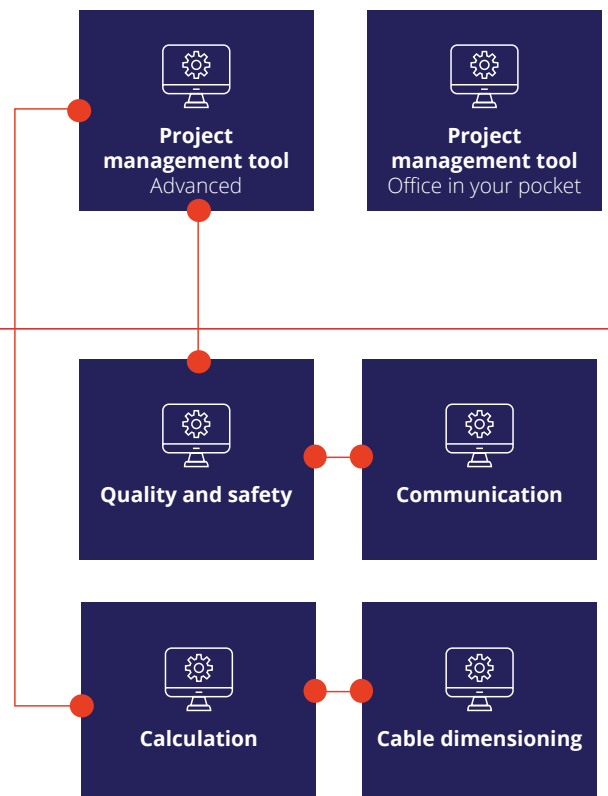 Project
management tool
Advanced
Project
management tool
Office in your pocket
Quality and safety
Communication
Calculation
Cable dimensioning